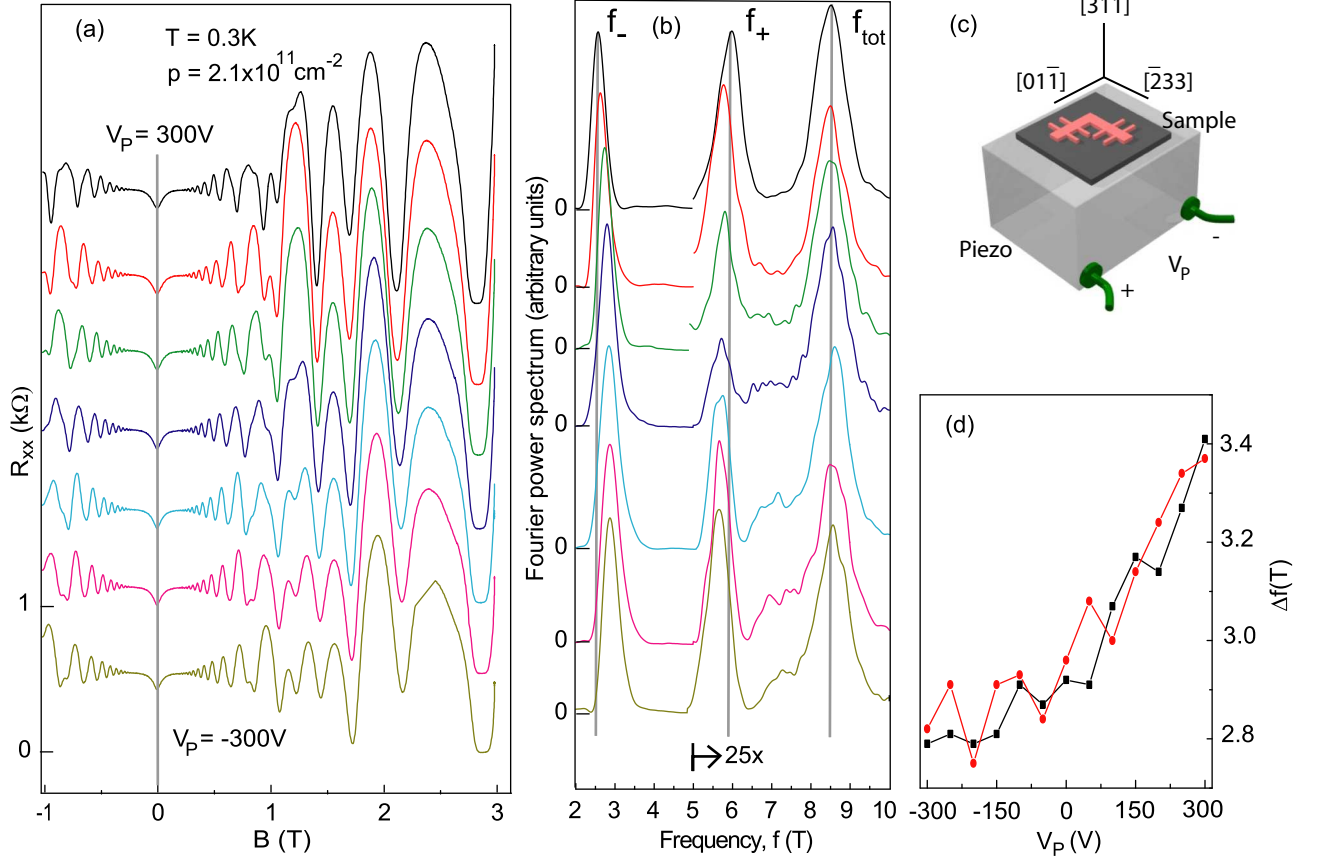 (a)
T = 0.3K
p = 2.1x10^11 cm^-2
V_P = 300V
V_P = -300V
R_xx (kΩ)
1
0
-1 0 1 2 3
B (T)
f_- (b) f_+ f_tot
Fourier power spectrum (arbitrary units)
0
0
0
0
0
0
0
25x
2 3 4 5 6 7 8 9 10
Frequency, f (T)
(c)
[311]
[011̅] [2̅33]
Sample
Piezo
V_P
-
+
(d)
3.4
3.2
3.0
2.8
Δf(T)
-300 -150 0 150 300
V_P (V)